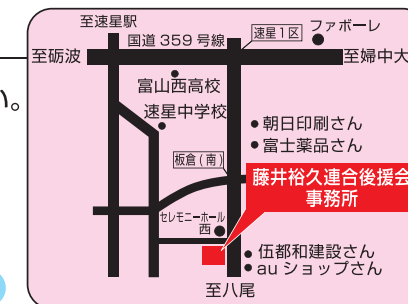 至速星駅
国道359号線
速星1区
ファボーレ
至砺波
至婦中大
い。
富山西高校
速星中学校
朝日印刷さん
富士薬品さん
板倉(南)
藤井裕久連合後援会
事務所
セレモニーホール
西
伍都和建設さん
auショップさん
至八尾